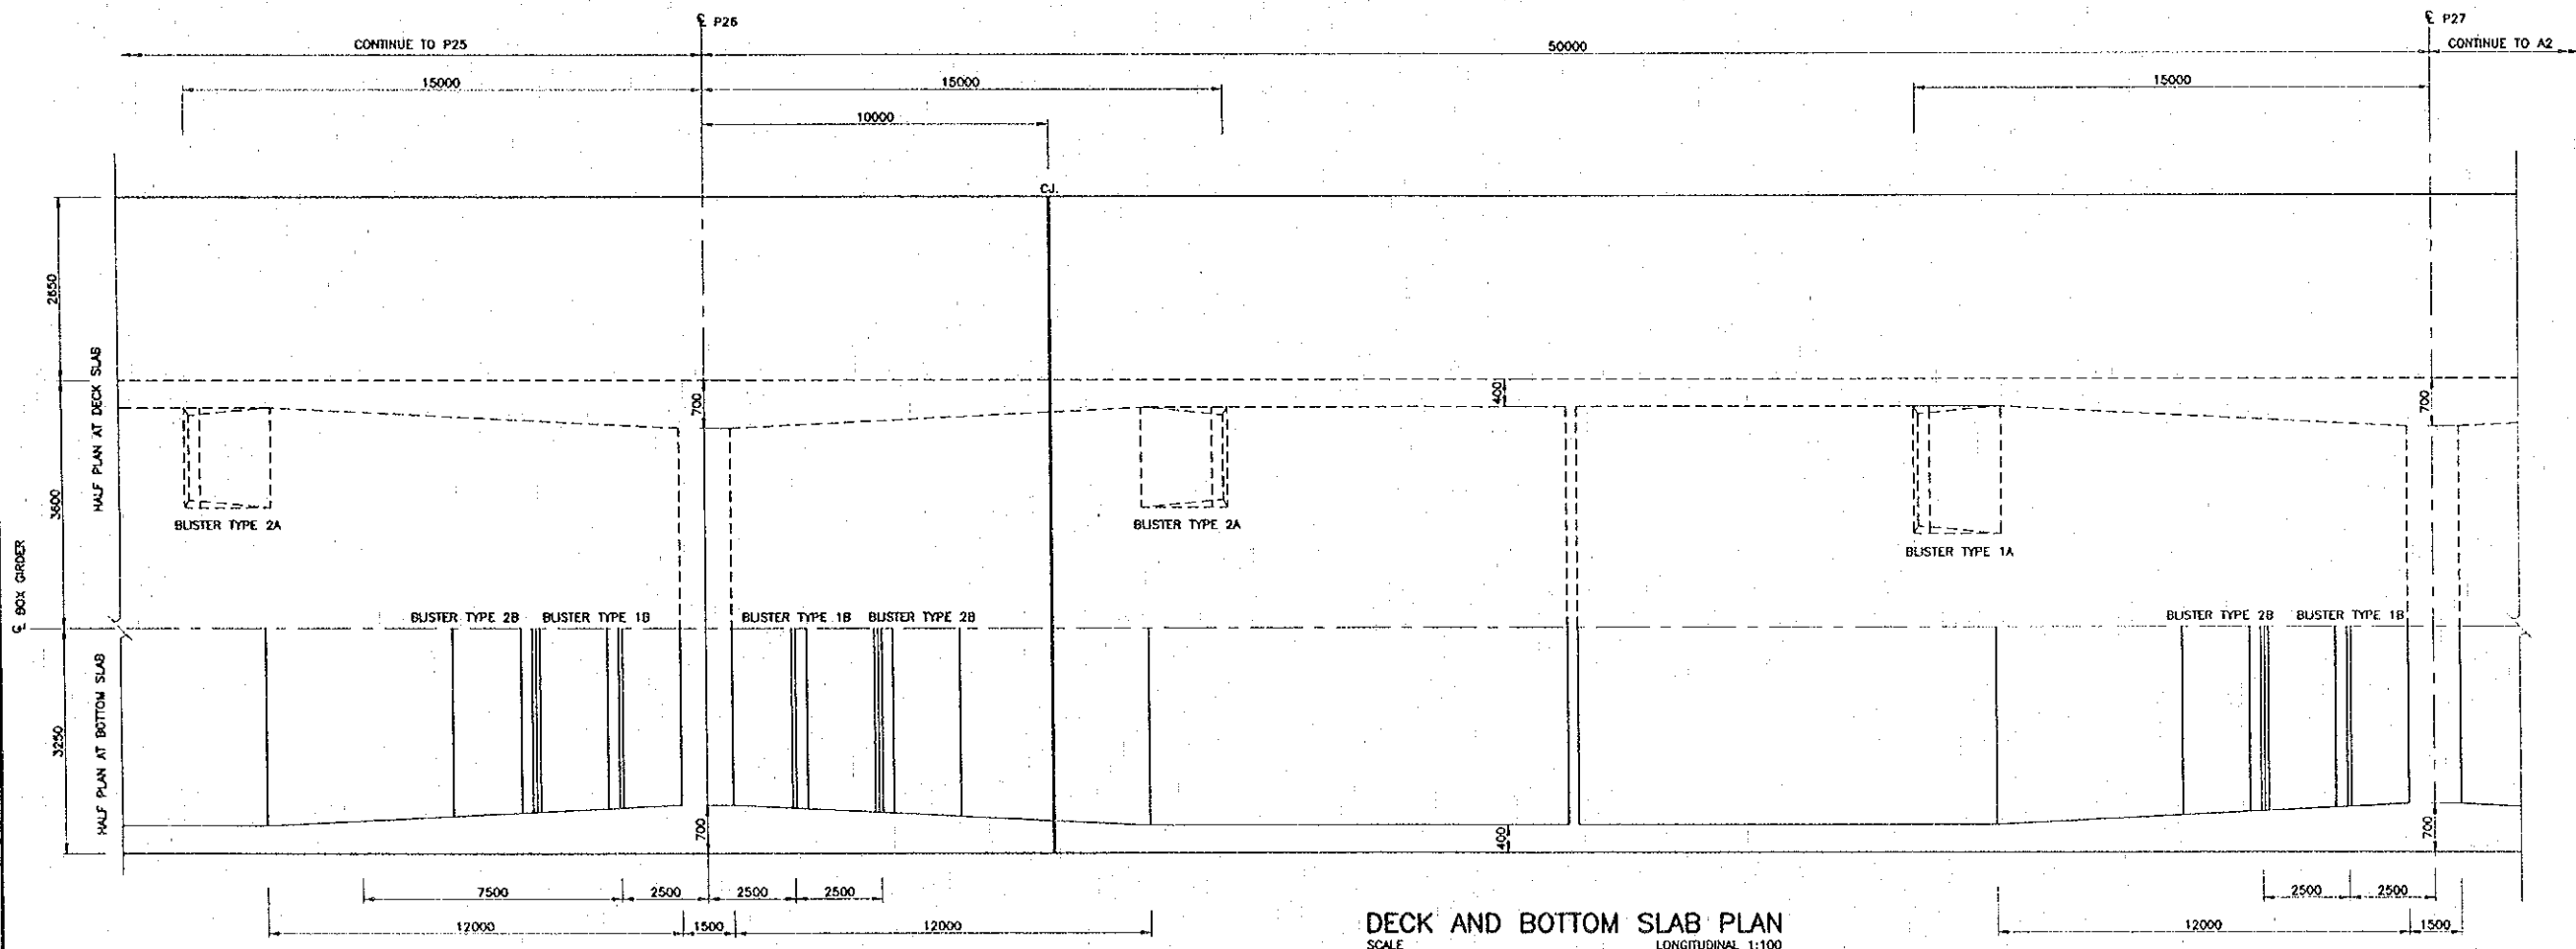 ℄ P26
℄ P27
CONTINUE TO P25
50000
CONTINUE TO A2
15000
15000
15000
10000
CJ.
2650
HALF PLAN AT DECK SLAB
700
400
700
3600
BLISTER TYPE 2A
BLISTER TYPE 2A
BLISTER TYPE 1A
℄ BOX GIRDER
BLISTER TYPE 2B
BLISTER TYPE 1B
BLISTER TYPE 1B
BLISTER TYPE 2B
BLISTER TYPE 2B
BLISTER TYPE 1B
3250
HALF PLAN AT BOTTOM SLAB
700
400
700
7500
2500
2500
2500
2500
2500
12000
1500
12000
12000
1500
DECK AND BOTTOM SLAB PLAN
SCALE LONGITUDINAL 1:100